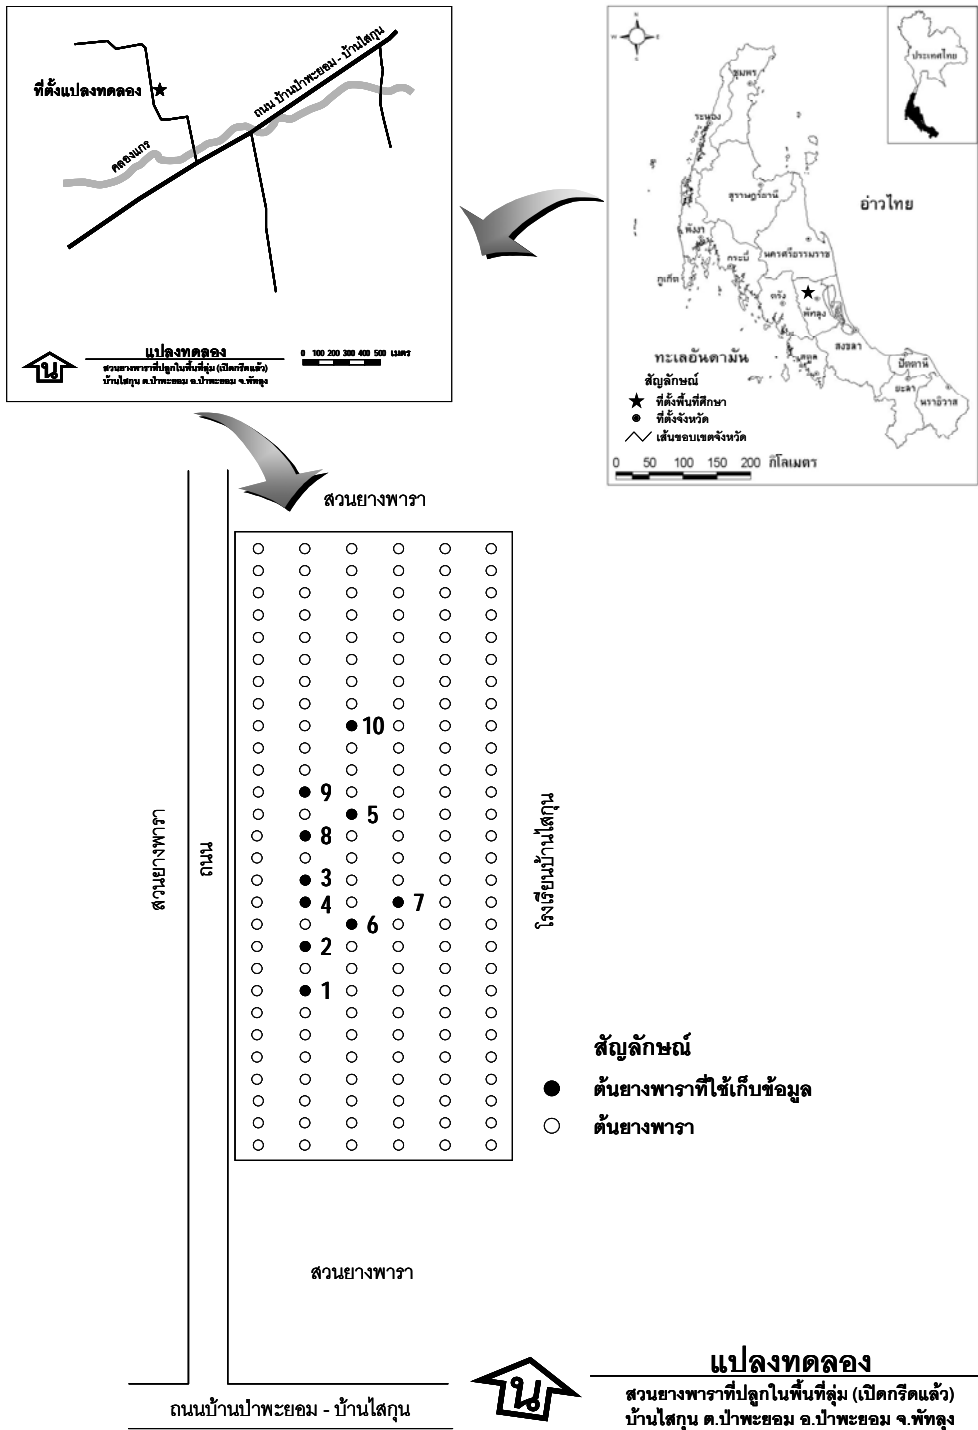 ที่ตั้งแปลงทดลอง
ถนน บ้านป่าพะยอม - บ้านไสกุน
คลองแกร
น
แปลงทดลอง
สวนยางพาราที่ปลูกในพื้นที่ลุ่ม (เปิดกรีดแล้ว)
บ้านไสกุน ต.ป่าพะยอม อ.ป่าพะยอม จ.พัทลุง
0 100 200 300 400 500 เมตร
N
W E
S
ประเทศไทย
ชุมพร
ระนอง
สุราษฎร์ธานี
อ่าวไทย
พังงา
กระบี่
นครศรีธรรมราช
ภูเก็ต
ตรัง
พัทลุง
สงขลา
สตูล
ปัตตานี
ยะลา
นราธิวาส
ทะเลอันดามัน
สัญลักษณ์
ที่ตั้งพื้นที่ศึกษา
ที่ตั้งจังหวัด
เส้นขอบเขตจังหวัด
0 50 100 150 200 กิโลเมตร
สวนยางพารา
10
9
5
8
3
4
7
6
2
1
สวนยางพารา
ถนน
โรงเรียนบ้านไสกุน
สัญลักษณ์
ต้นยางพาราที่ใช้เก็บข้อมูล
ต้นยางพารา
สวนยางพารา
ถนนบ้านป่าพะยอม - บ้านไสกุน
น
แปลงทดลอง
สวนยางพาราที่ปลูกในพื้นที่ลุ่ม (เปิดกรีดแล้ว)
บ้านไสกุน ต.ป่าพะยอม อ.ป่าพะยอม จ.พัทลุง